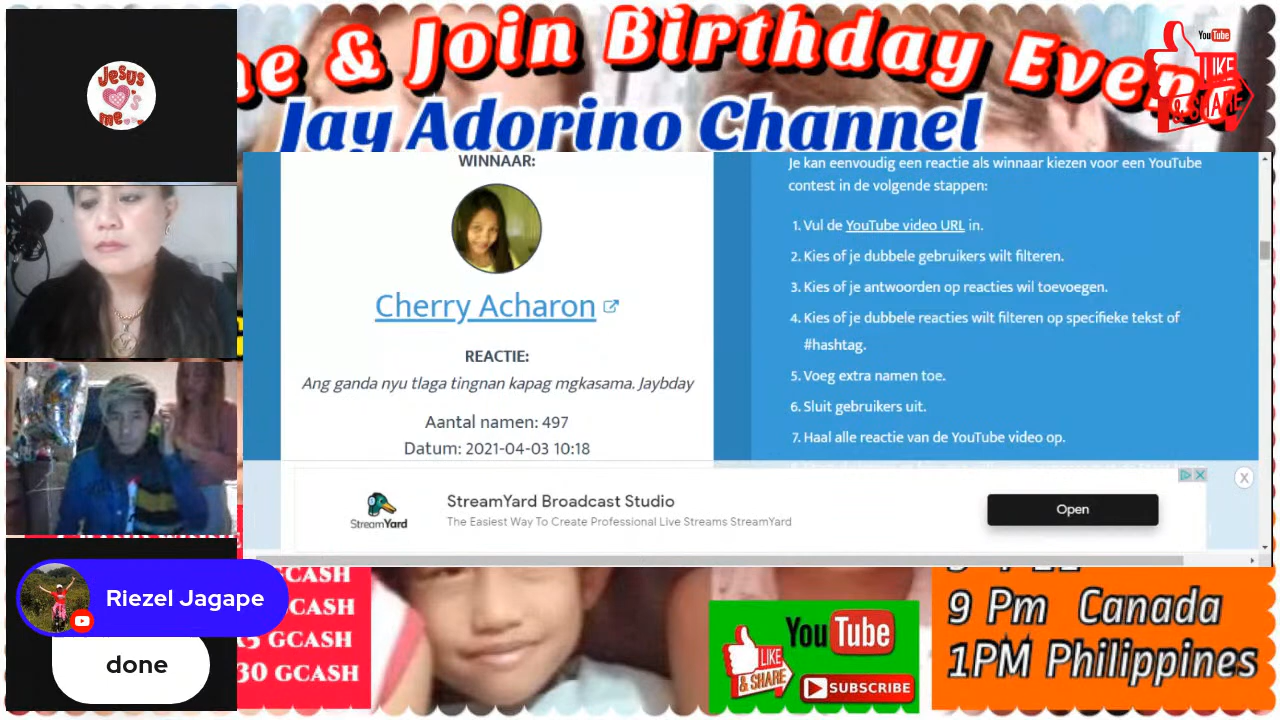 Jesus
me
& Join Birthday
Jay Adorino Channel
YouTube
LIKE
& SHARE
WINNAAR:
Cherry Acharon
REACTIE:
Ang ganda nyu tlaga tingnan kapag mgkasama. Jaybday
Aantal namen: 497
Datum: 2021-04-03 10:18
Je kan eenvoudig een reactie als winnaar kiezen voor een YouTube
contest in de volgende stappen:
1. Vul de YouTube video URL in.
2. Kies of je dubbele gebruikers wilt filteren.
3. Kies of je antwoorden op reacties wil toevoegen.
4. Kies of je dubbele reacties wilt filteren op specifieke tekst of
#hashtag.
5. Voeg extra namen toe.
6. Sluit gebruikers uit.
7. Haal alle reactie van de YouTube video op.
StreamYard
StreamYard Broadcast Studio
The Easiest Way To Create Professional Live Streams StreamYard
Open
Riezel Jagape
done
GCASH
GCASH
GCASH
30 GCASH
YouTube
LIKE
& SHARE
SUBSCRIBE
9 Pm Canada
1PM Philippines